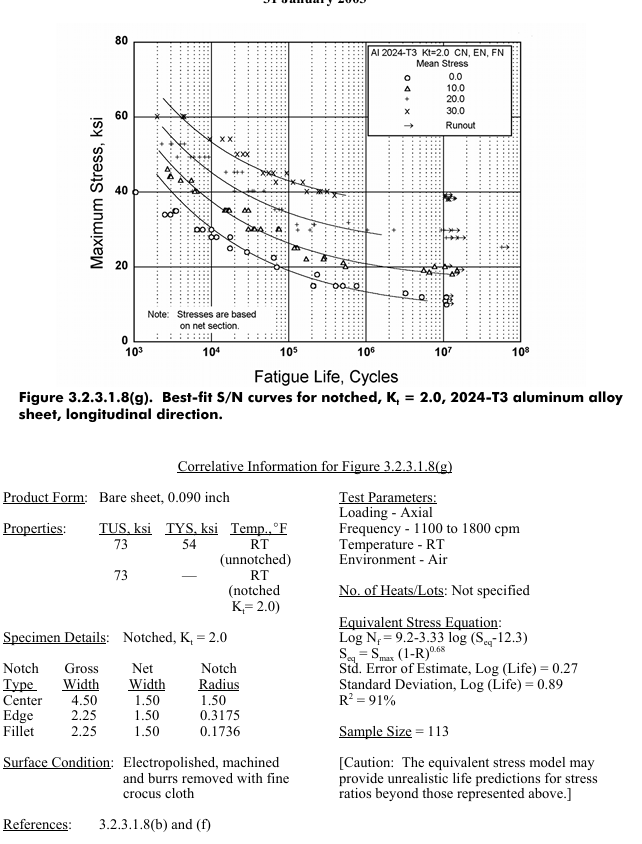 31 January 2003
80
60
40
20
0
Maximum Stress, ksi
Al 2024-T3 Kt=2.0 CN, EN, FN
Mean Stress
0.0
10.0
20.0
30.0
Runout
Note: Stresses are based
on net section.
10³ 10⁴ 10⁵ 10⁶ 10⁷ 10⁸
Fatigue Life, Cycles
Figure 3.2.3.1.8(g). Best-fit S/N curves for notched, Kt = 2.0, 2024-T3 aluminum alloy
sheet, longitudinal direction.
Correlative Information for Figure 3.2.3.1.8(g)
Product Form: Bare sheet, 0.090 inch
Properties: TUS, ksi TYS, ksi Temp.,°F
73 54 RT
(unnotched)
73 — RT
(notched
Kt= 2.0)
Specimen Details: Notched, Kt = 2.0
Notch Gross Net Notch
Type Width Width Radius
Center 4.50 1.50 1.50
Edge 2.25 1.50 0.3175
Fillet 2.25 1.50 0.1736
Surface Condition: Electropolished, machined
and burrs removed with fine
crocus cloth
References: 3.2.3.1.8(b) and (f)
Test Parameters:
Loading - Axial
Frequency - 1100 to 1800 cpm
Temperature - RT
Environment - Air
No. of Heats/Lots: Not specified
Equivalent Stress Equation:
Log Nf = 9.2-3.33 log (Seq-12.3)
Seq = Smax (1-R)^0.68
Std. Error of Estimate, Log (Life) = 0.27
Standard Deviation, Log (Life) = 0.89
R² = 91%
Sample Size = 113
[Caution: The equivalent stress model may
provide unrealistic life predictions for stress
ratios beyond those represented above.]